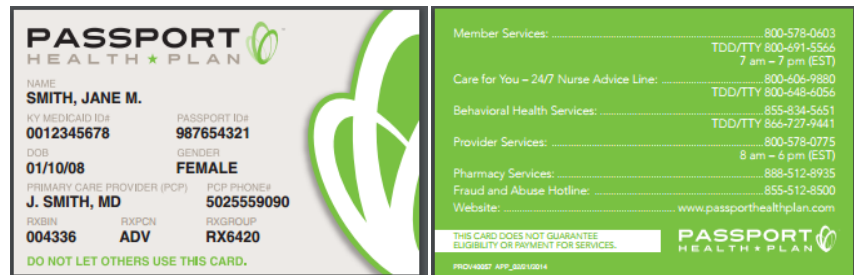 PASSPORT
HEALTH★PLAN
NAME
SMITH, JANE M.
KY MEDICAID ID# PASSPORT ID#
0012345678 987654321
DOB GENDER
01/10/08 FEMALE
PRIMARY CARE PROVIDER (PCP) PCP PHONE#
J. SMITH, MD 5025559090
RXBIN RXPCN RXGROUP
004336 ADV RX6420
DO NOT LET OTHERS USE THIS CARD.
Member Services: 800-578-0603
TDD/TTY 800-691-5566
7 am – 7 pm (EST)
Care for You – 24/7 Nurse Advice Line: 800-606-9880
TDD/TTY 800-648-6056
Behavioral Health Services: 855-834-5651
TDD/TTY 866-727-9441
Provider Services: 800-578-0775
8 am – 6 pm (EST)
Pharmacy Services: 888-512-8935
Fraud and Abuse Hotline: 855-512-8500
Website: www.passporthealthplan.com
THIS CARD DOES NOT GUARANTEE
ELIGIBILITY OR PAYMENT FOR SERVICES.
PASSPORT
HEALTH★PLAN